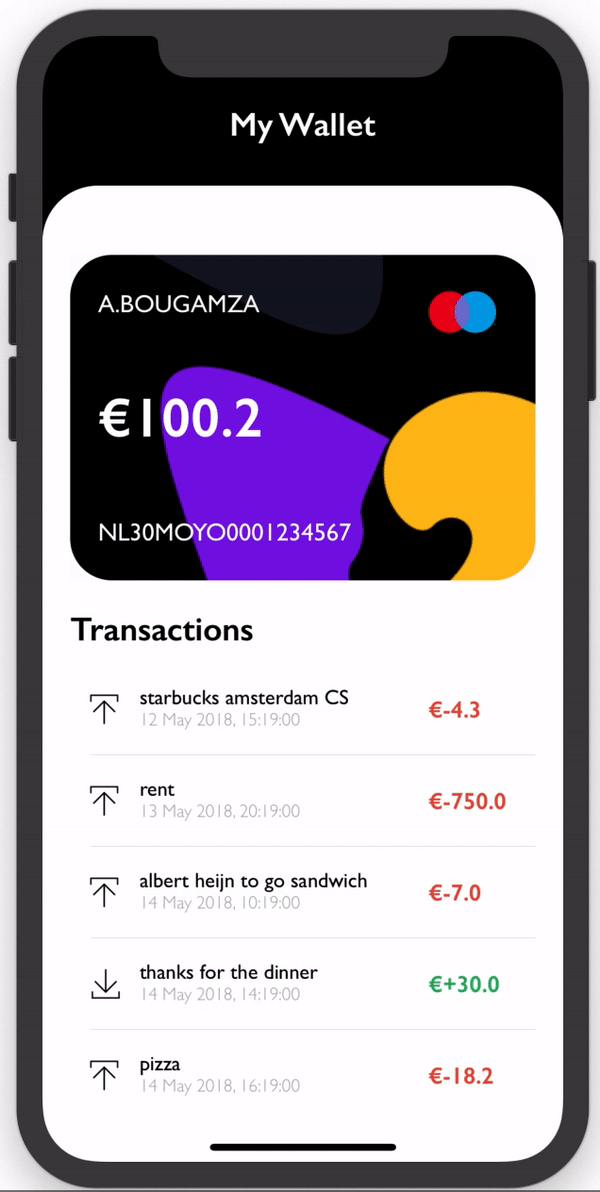 My Wallet
A.BOUGAMZA
€100.2
NL30MOYO0001234567
Transactions
starbucks amsterdam CS
12 May 2018, 15:19:00
€-4.3
rent
13 May 2018, 20:19:00
€-750.0
albert heijn to go sandwich
14 May 2018, 10:19:00
€-7.0
thanks for the dinner
14 May 2018, 14:19:00
€+30.0
pizza
14 May 2018, 16:19:00
€-18.2